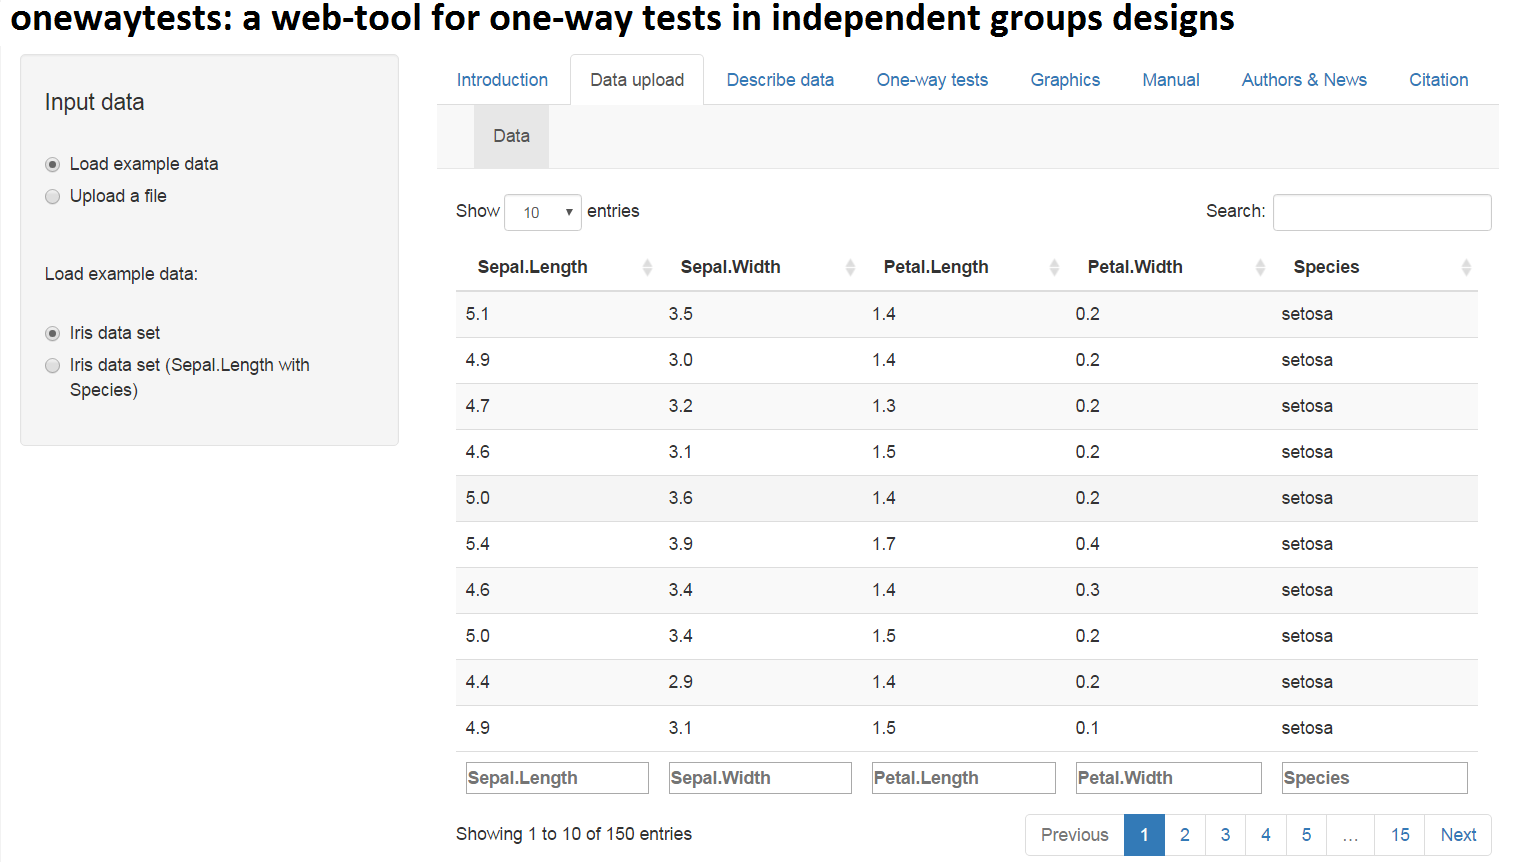 onewaytests: a web-tool for one-way tests in independent groups designs
Input data
Load example data
Upload a file
Load example data:
Iris data set
Iris data set (Sepal.Length with
Species)
Introduction Data upload Describe data One-way tests Graphics Manual Authors & News Citation
Data
Show 10 entries Search:
Sepal.Length Sepal.Width Petal.Length Petal.Width Species
5.1 3.5 1.4 0.2 setosa
4.9 3.0 1.4 0.2 setosa
4.7 3.2 1.3 0.2 setosa
4.6 3.1 1.5 0.2 setosa
5.0 3.6 1.4 0.2 setosa
5.4 3.9 1.7 0.4 setosa
4.6 3.4 1.4 0.3 setosa
5.0 3.4 1.5 0.2 setosa
4.4 2.9 1.4 0.2 setosa
4.9 3.1 1.5 0.1 setosa
Sepal.Length Sepal.Width Petal.Length Petal.Width Species
Showing 1 to 10 of 150 entries Previous 1 2 3 4 5 ... 15 Next